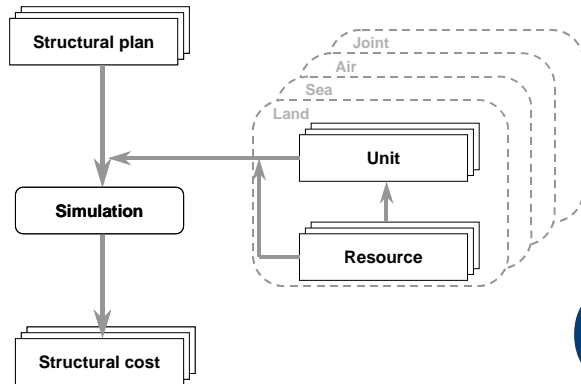 Structural plan
Joint
Air
Sea
Land
Unit
Simulation
Resource
Structural cost